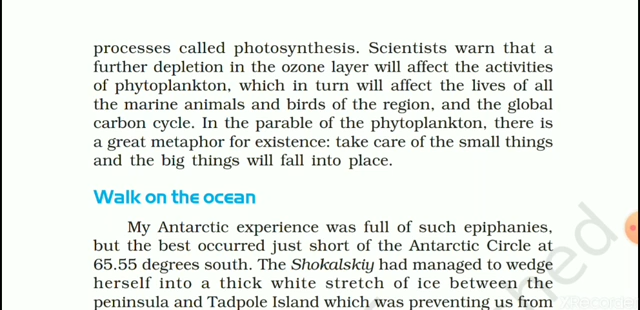 processes called photosynthesis. Scientists warn that a
further depletion in the ozone layer will affect the activities
of phytoplankton, which in turn will affect the lives of all
the marine animals and birds of the region, and the global
carbon cycle. In the parable of the phytoplankton, there is
a great metaphor for existence: take care of the small things
and the big things will fall into place.
Walk on the ocean
My Antarctic experience was full of such epiphanies,
but the best occurred just short of the Antarctic Circle at
65.55 degrees south. The Shokalskiy had managed to wedge
herself into a thick white stretch of ice between the
peninsula and Tadpole Island which was preventing us from